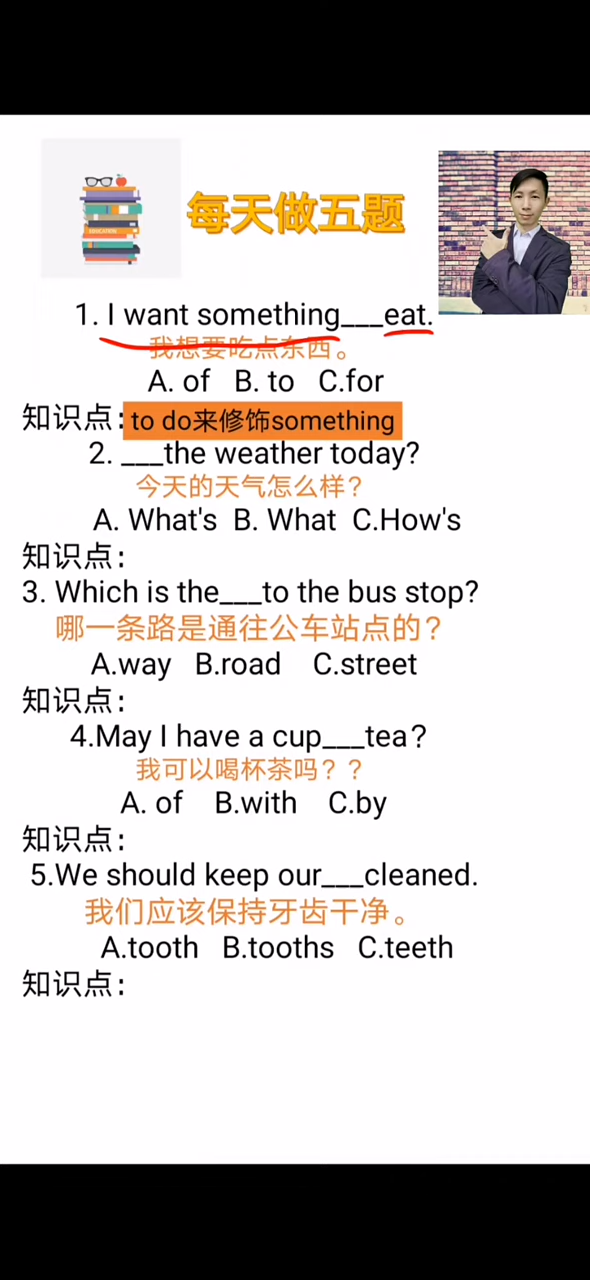 每天做五题
EDUCATION
1. I want something___eat.
我想要吃点东西。
A. of B. to C.for
知识点: to do来修饰something
2. ___the weather today?
今天的天气怎么样?
A. What's B. What C.How's
知识点:
3. Which is the___to the bus stop?
哪一条路是通往公车站点的?
A.way B.road C.street
知识点:
4.May I have a cup___tea?
我可以喝杯茶吗? ?
A. of B.with C.by
知识点:
5.We should keep our___cleaned.
我们应该保持牙齿干净。
A.tooth B.tooths C.teeth
知识点: